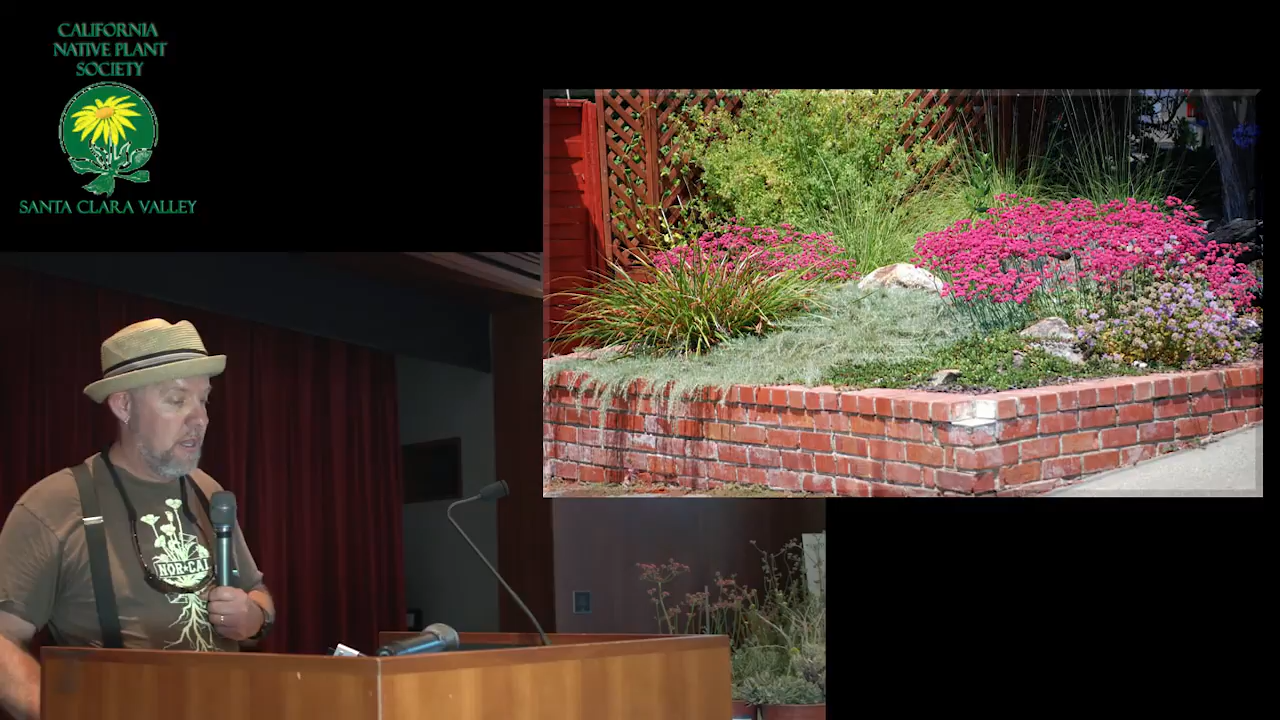 CALIFORNIA
NATIVE PLANT
SOCIETY
SANTA CLARA VALLEY
NOR★CAL